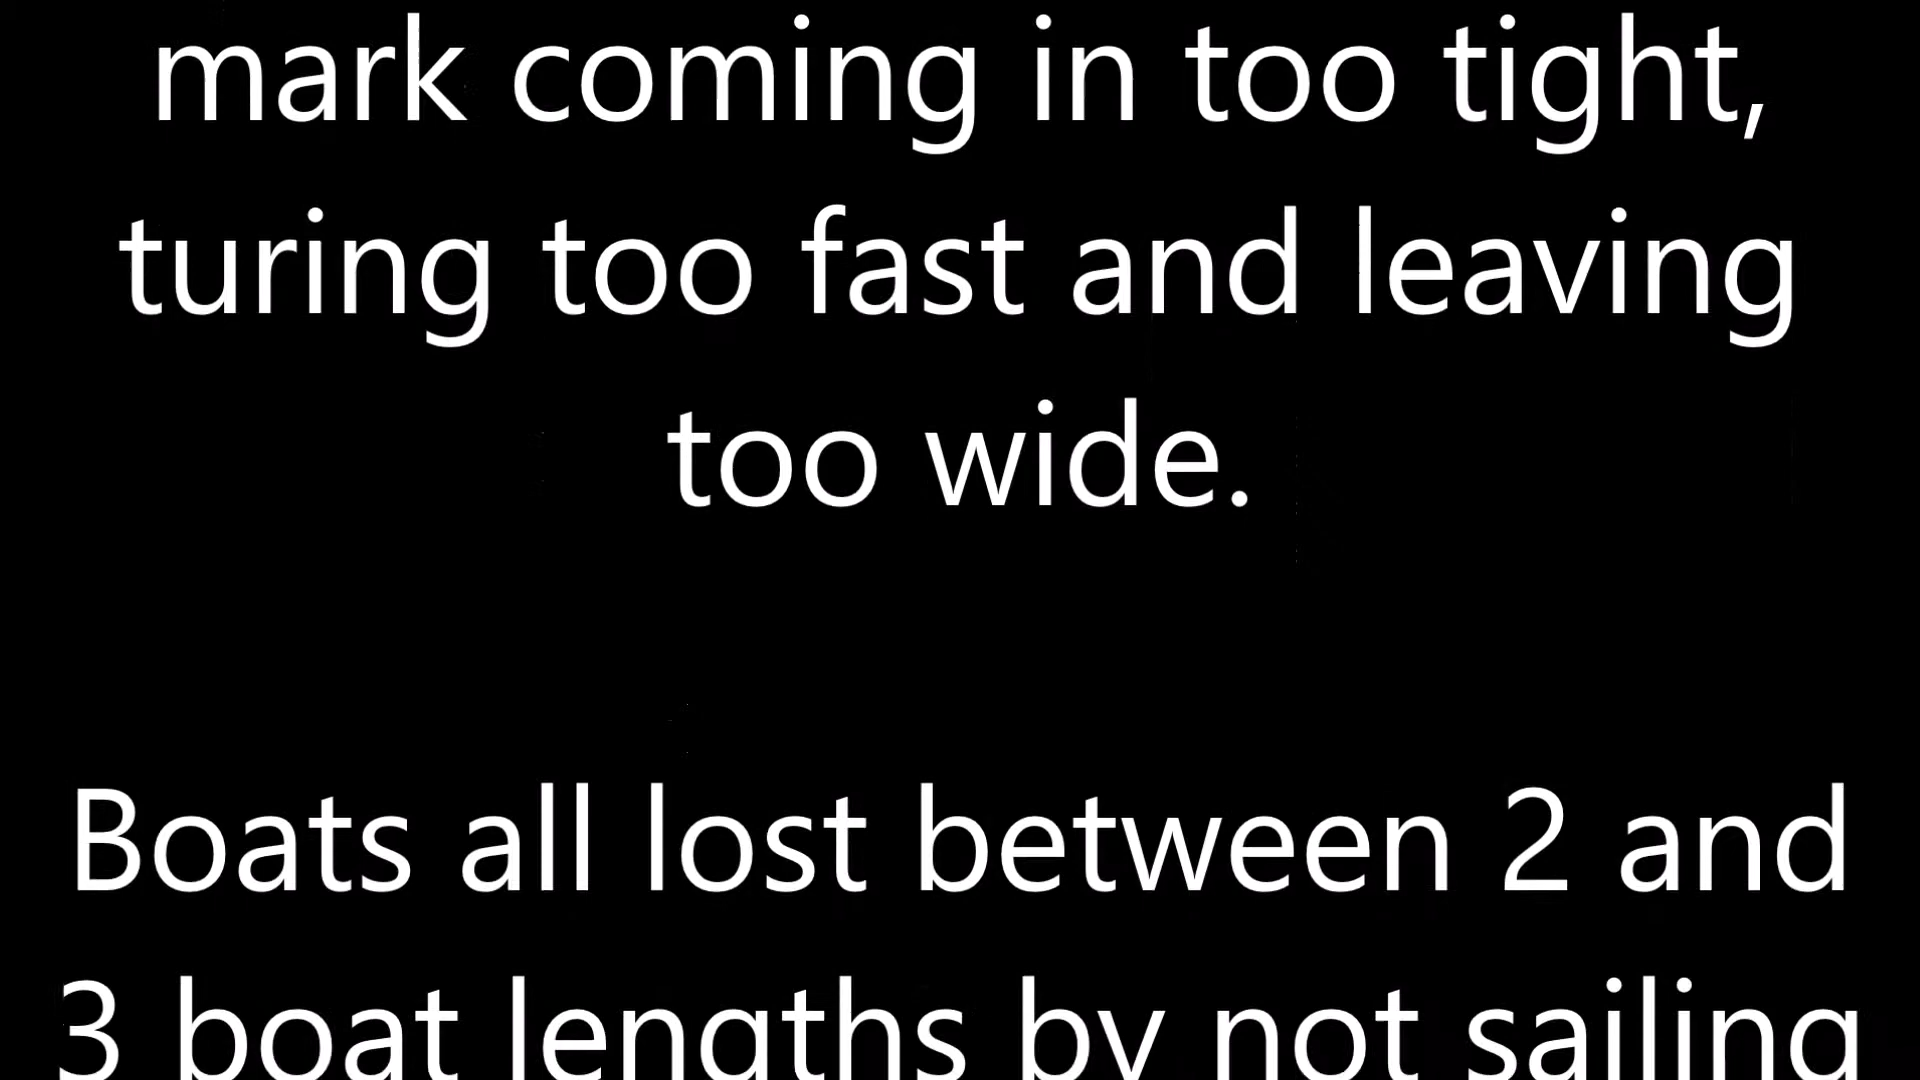 mark coming in too tight,
turing too fast and leaving
too wide.
Boats all lost between 2 and
3 boat lengths by not sailing